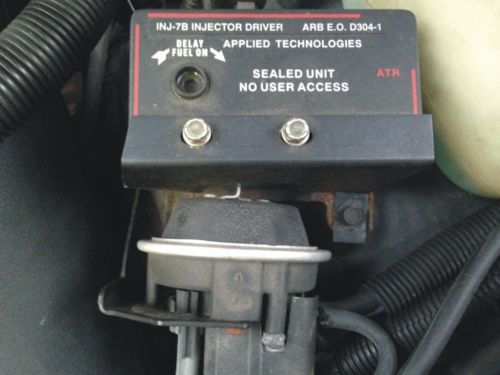 INJ-7B INJECTOR DRIVER ARB E.O. D304-1
DELAY APPLIED TECHNOLOGIES
FUEL ON
SEALED UNIT ATR
NO USER ACCESS